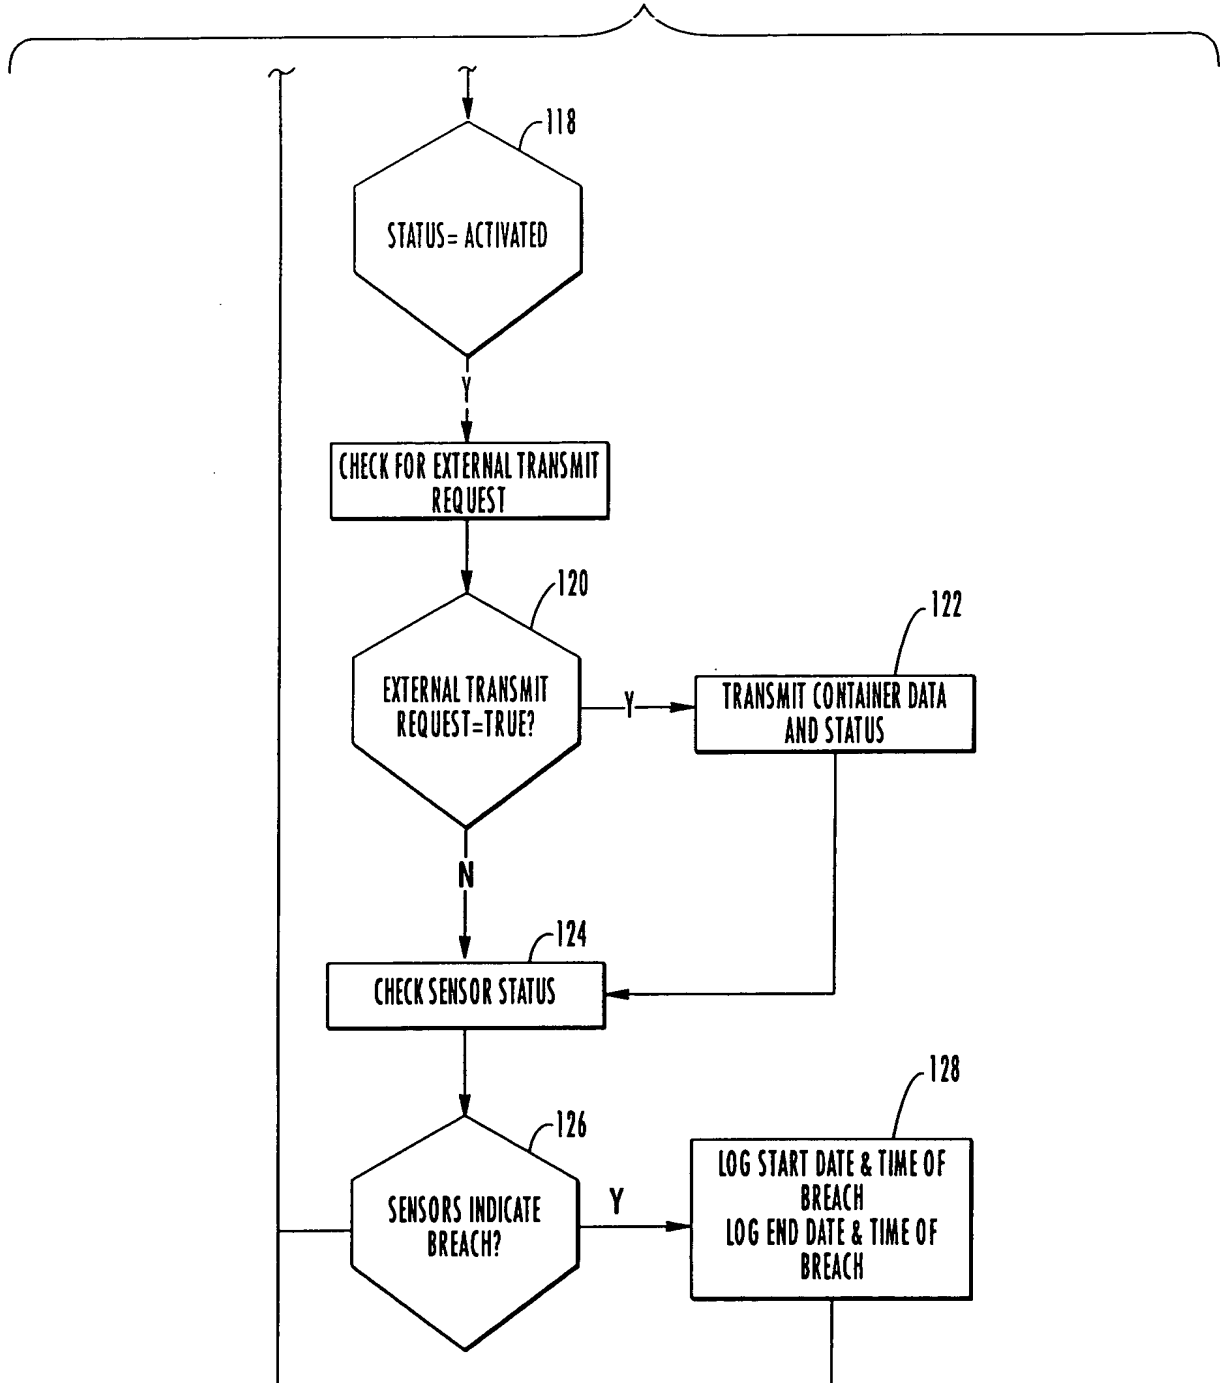 118
STATUS= ACTIVATED
Y
CHECK FOR EXTERNAL TRANSMIT
REQUEST
120
EXTERNAL TRANSMIT
REQUEST=TRUE?
Y
122
TRANSMIT CONTAINER DATA
AND STATUS
N
124
CHECK SENSOR STATUS
126
SENSORS INDICATE
BREACH?
Y
128
LOG START DATE & TIME OF
BREACH
LOG END DATE & TIME OF
BREACH